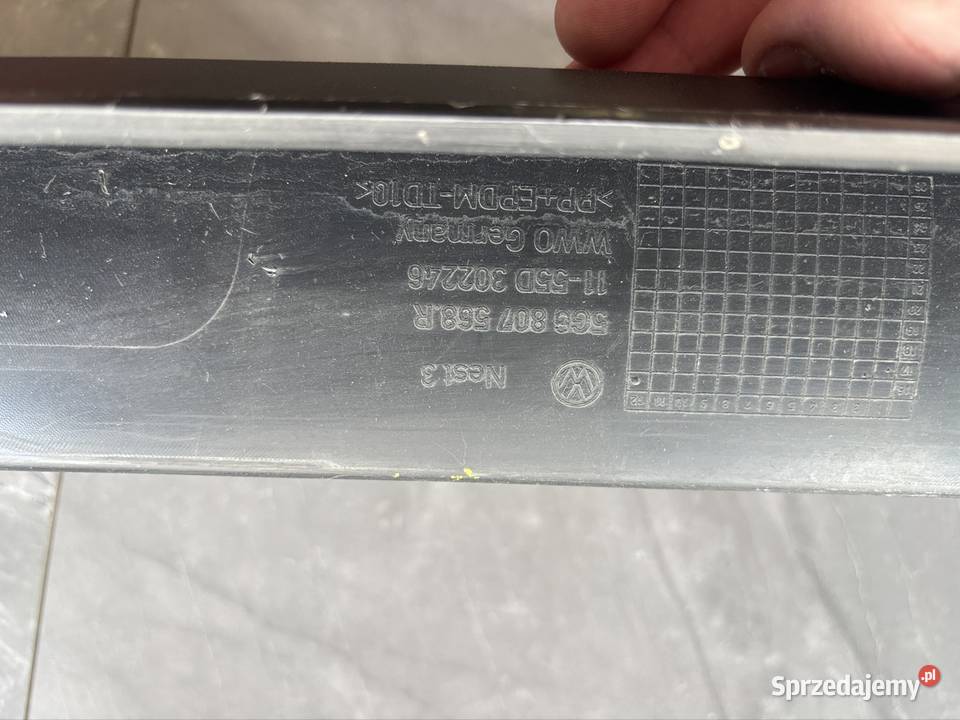 Nest 3
5G6 807 568.R
11-55D 302246
WWO Germany
>PP+EPDM-TD10<
Sprzedajemy.pl